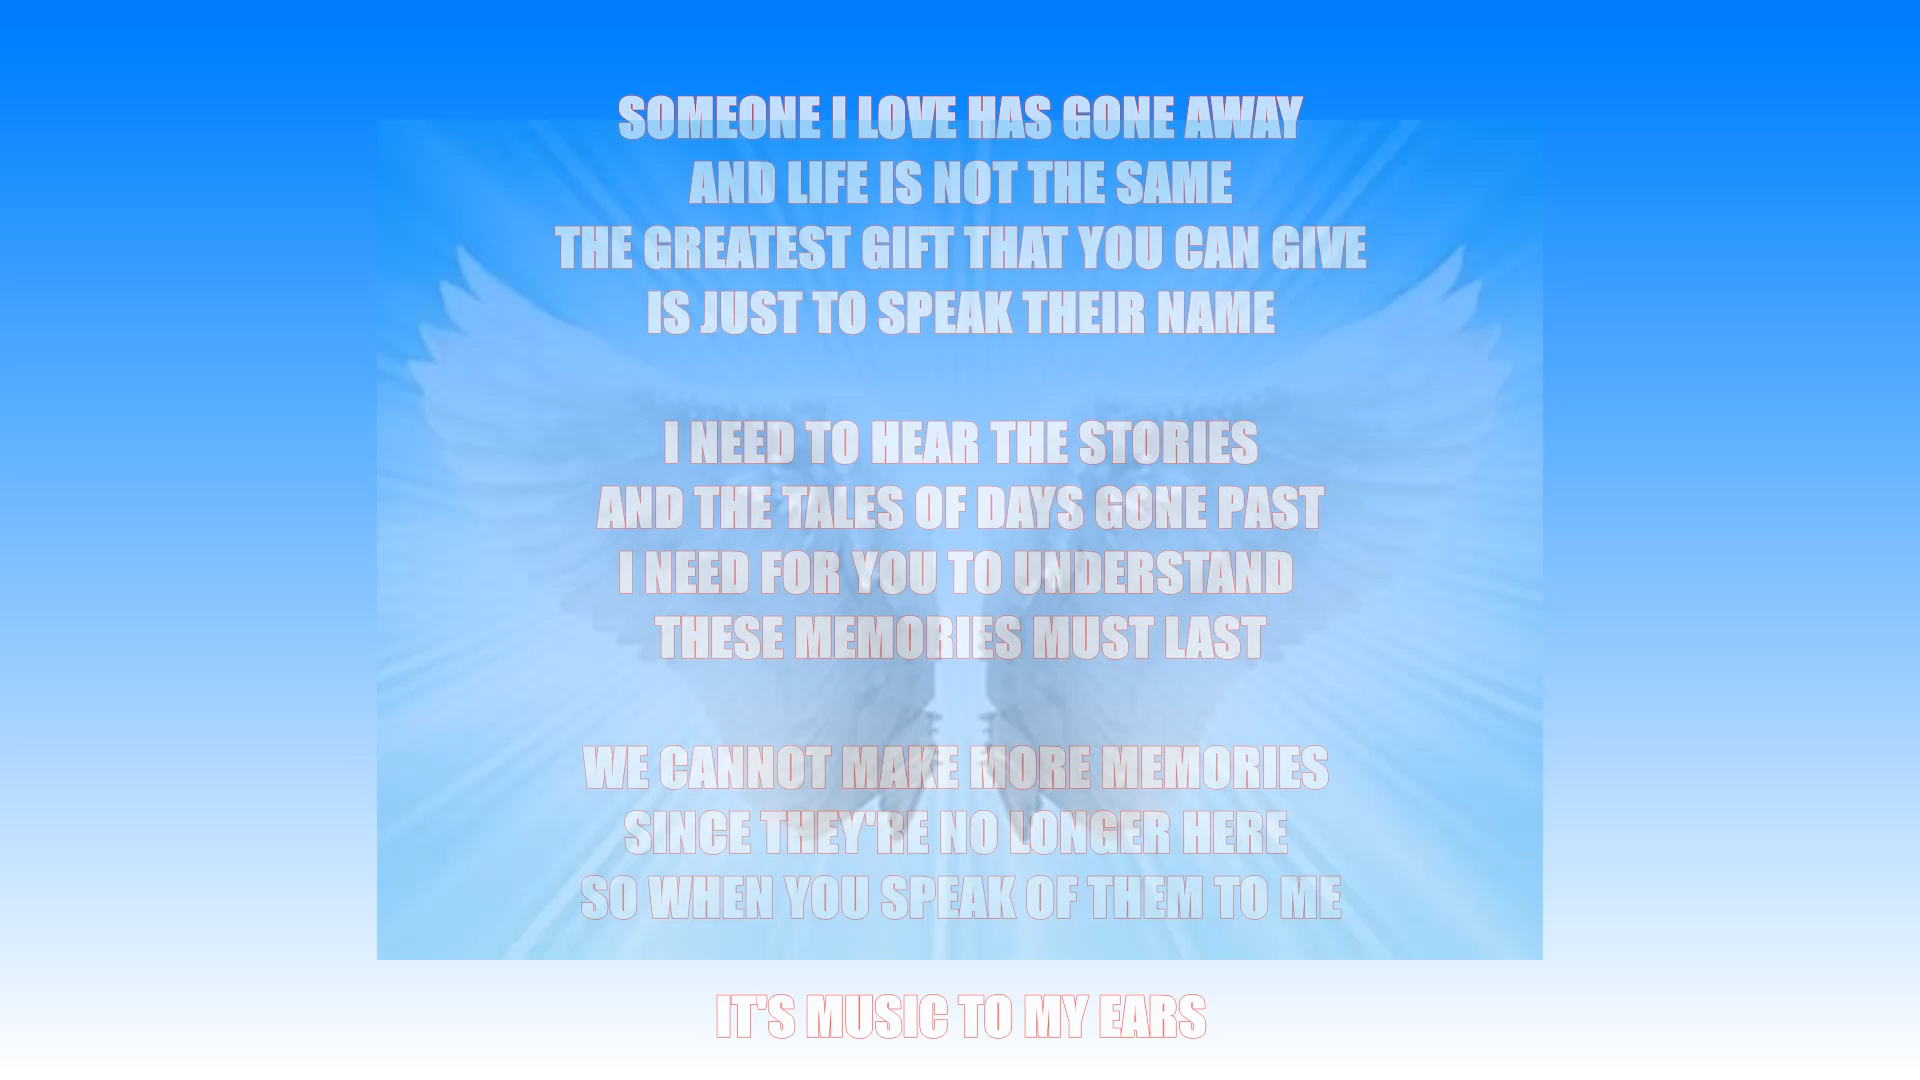 SOMEONE I LOVE HAS GONE AWAY
AND LIFE IS NOT THE SAME
THE GREATEST GIFT THAT YOU CAN GIVE
IS JUST TO SPEAK THEIR NAME
I NEED TO HEAR THE STORIES
AND THE TALES OF DAYS GONE PAST
I NEED FOR YOU TO UNDERSTAND
THESE MEMORIES MUST LAST
WE CANNOT MAKE MORE MEMORIES
SINCE THEY'RE NO LONGER HERE
SO WHEN YOU SPEAK OF THEM TO ME
IT'S MUSIC TO MY EARS